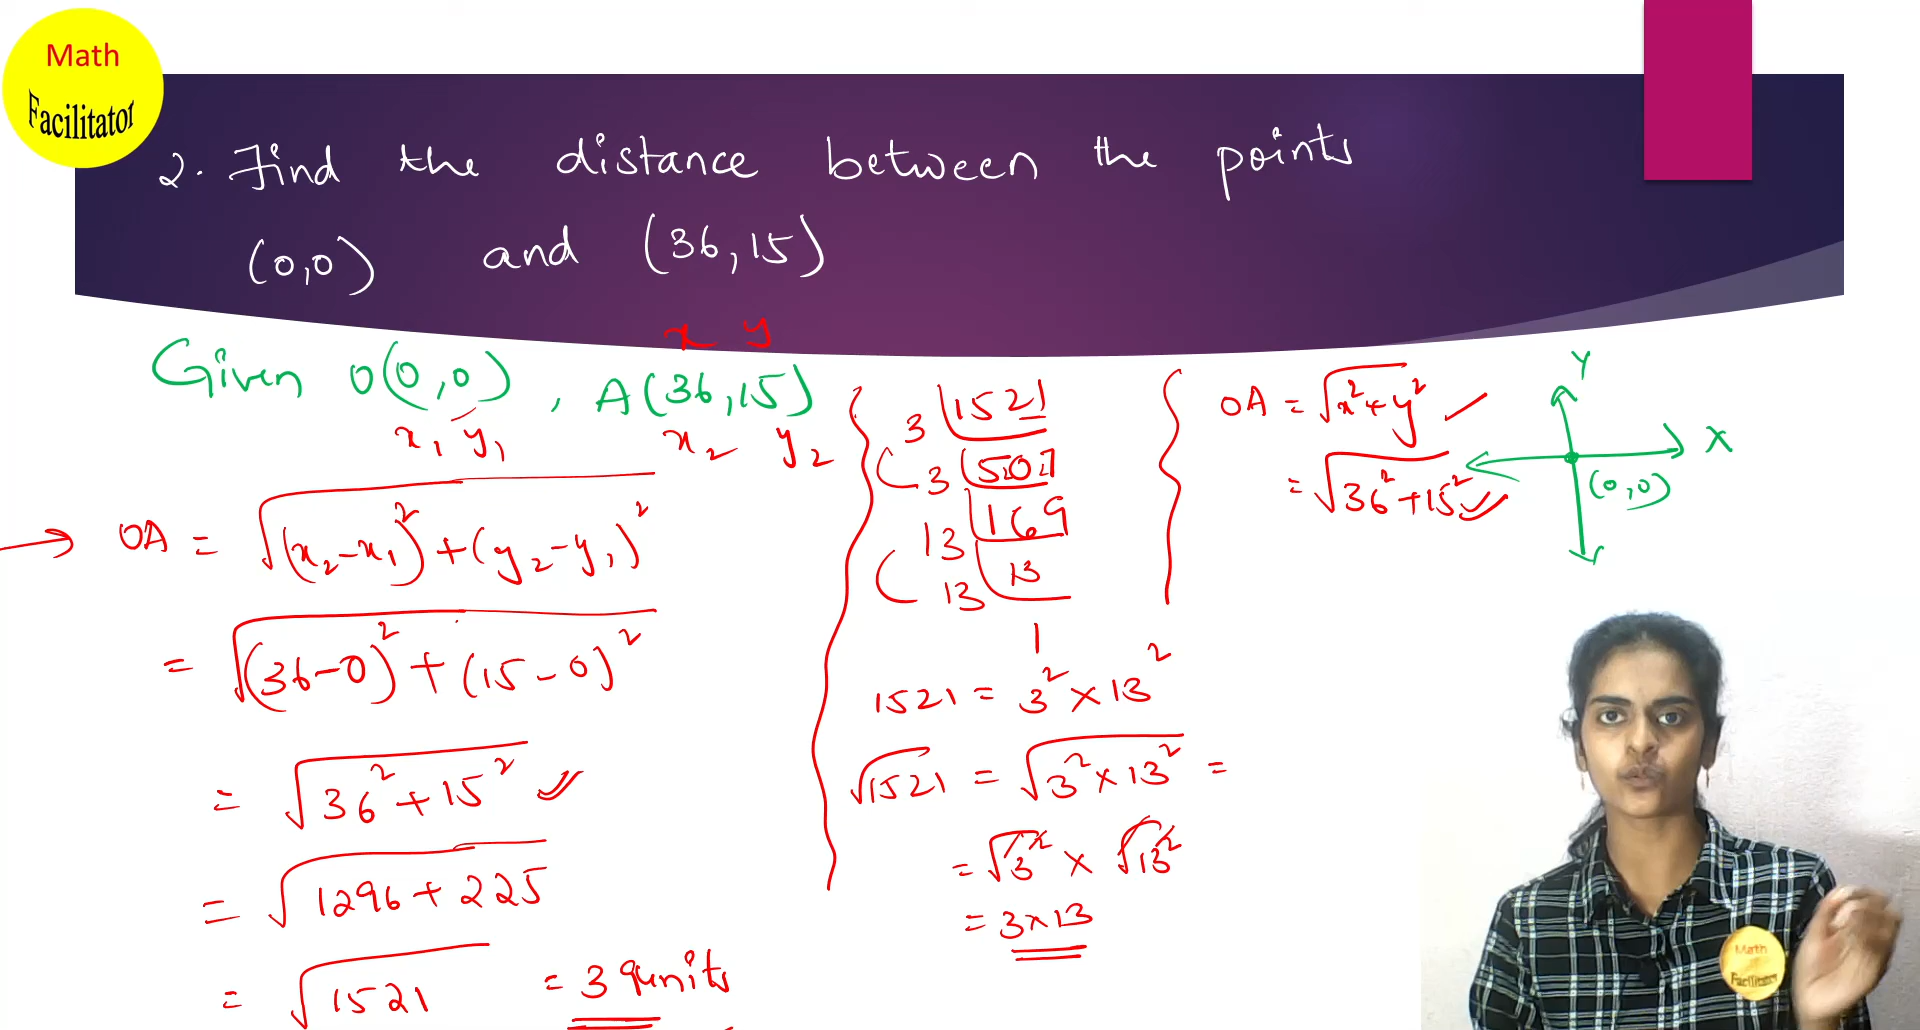 Math
Facilitator
2. Find the distance between the points
(0,0) and (36,15)
x y
Given O(0,0), A(36,15)
x₁ y₁ x₂ y₂
OA = √((x₂-x₁)² + (y₂-y₁)²)
= √((36-0)² + (15-0)²)
= √(36² + 15²)
= √(1296 + 225)
= √1521 = 39 units
3 1521
3 507
13 169
13 13
1
1521 = 3² × 13²
√1521 = √(3² × 13²) =
= √3² × √13²
= 3×13
OA = √(x² + y²)
= √(36² + 15²)
Y
X
(0,0)
Math
Facilitator